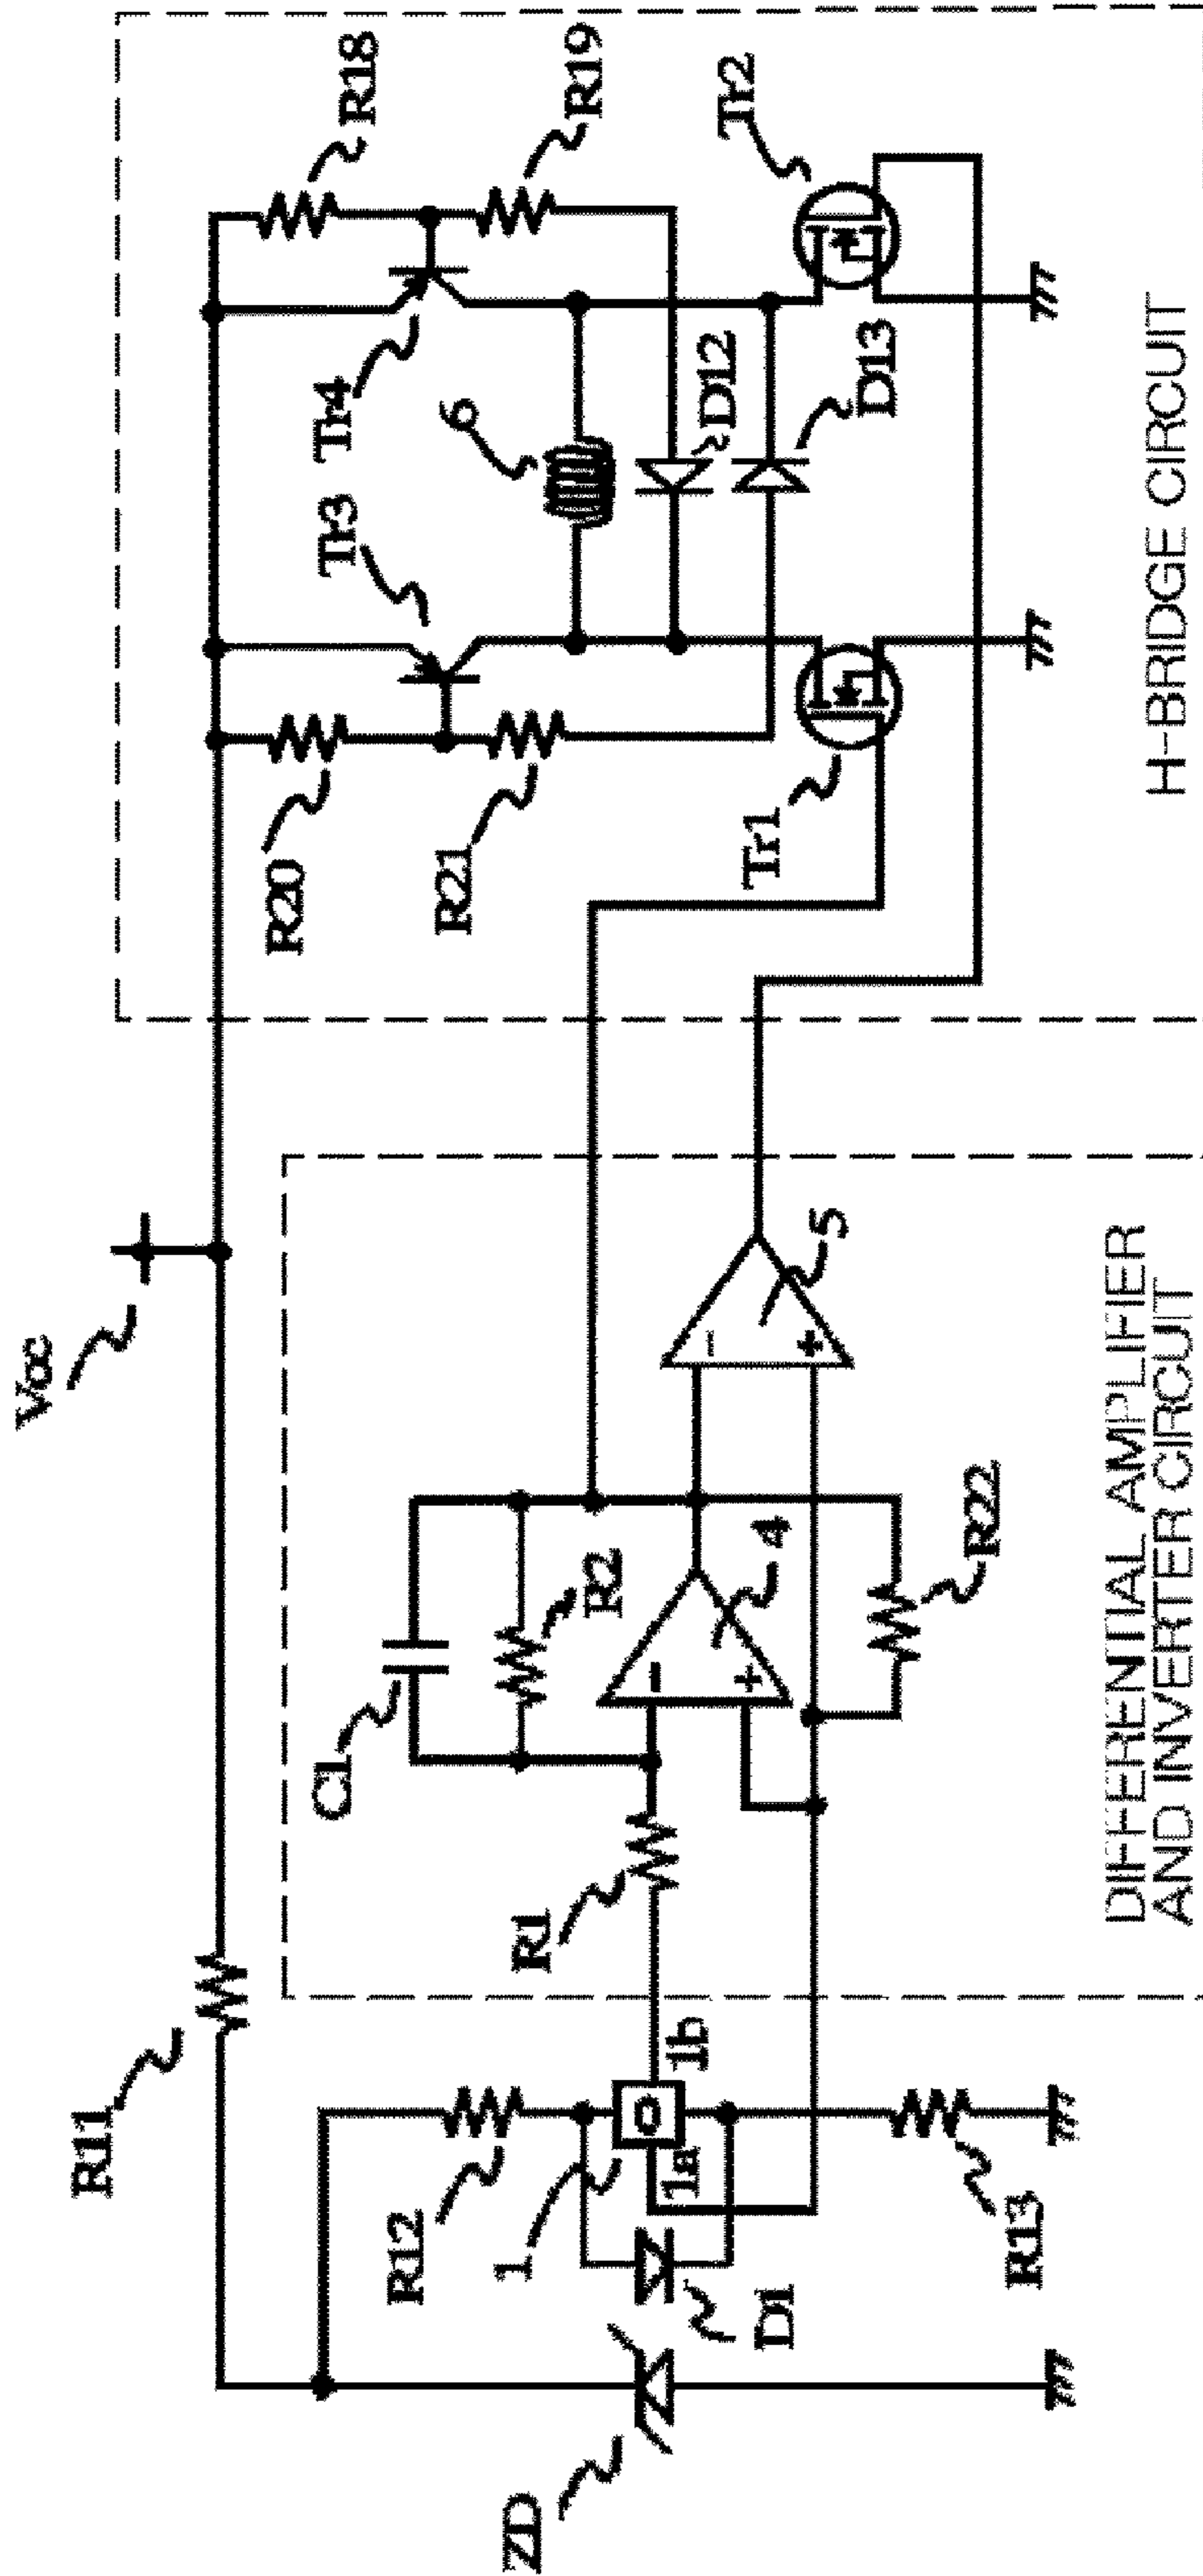 Vcc
R11
R12
1
1a
1b
D1
ZD
R13
C1
R1
R2
−
+
4
R22
−
+
5
DIFFERENTIAL AMPLIFIER
AND INVERTER CIRCUIT
R20
R21
Tr3
Tr4
R18
R19
6
D12
D13
Tr1
Tr2
H-BRIDGE CIRCUIT